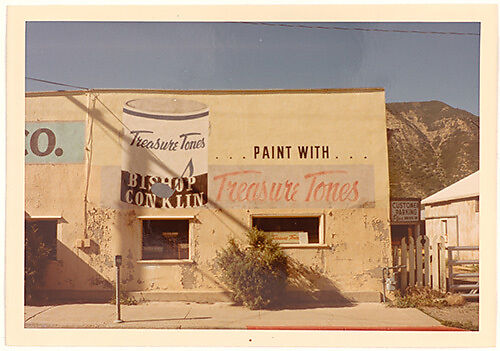 CO.
Treasure Tones
BISHOP
CONKLIN
PAINT WITH
Treasure Tones
CUSTOMER
PARKING